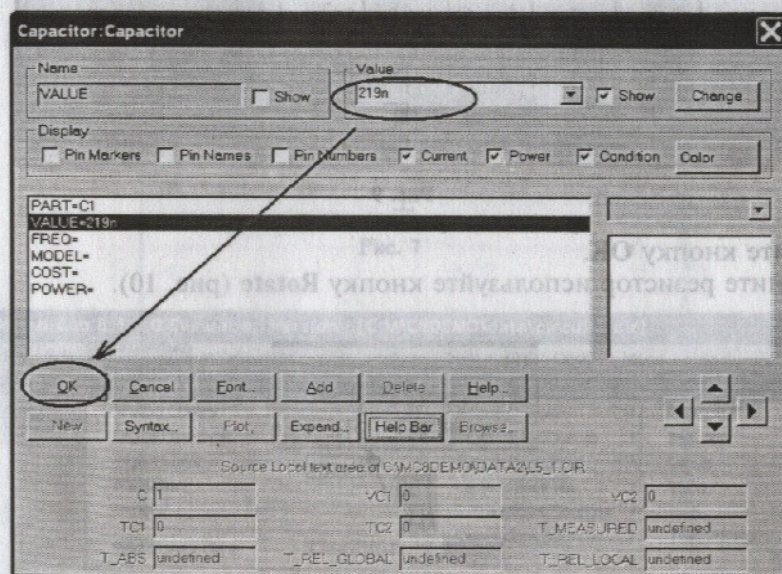 Capacitor:Capacitor
Name
VALUE
Show
Value
219n
Show
Change
Display
Pin Markers
Pin Names
Pin Numbers
Current
Power
Condition
Color
PART=C1
VALUE=219n
FREQ=
MODEL=
COST=
POWER=
OK
Cancel
Font...
Add
Delete...
Help...
New
Syntax...
Plot...
Expand...
Help Bar
Browse...
Source:Local text area of C:\MC8DEMO\DATA2\L5_1.CIR
C 1
VC1 0
VC2 0
TC1 0
TC2 0
T_MEASURED undefined
T_ABS undefined
T_REL_GLOBAL undefined
T_REL_LOCAL undefined
те кнопку OK.
Рис. 7
ите резистор используйте кнопку Rotate (рис. 10).